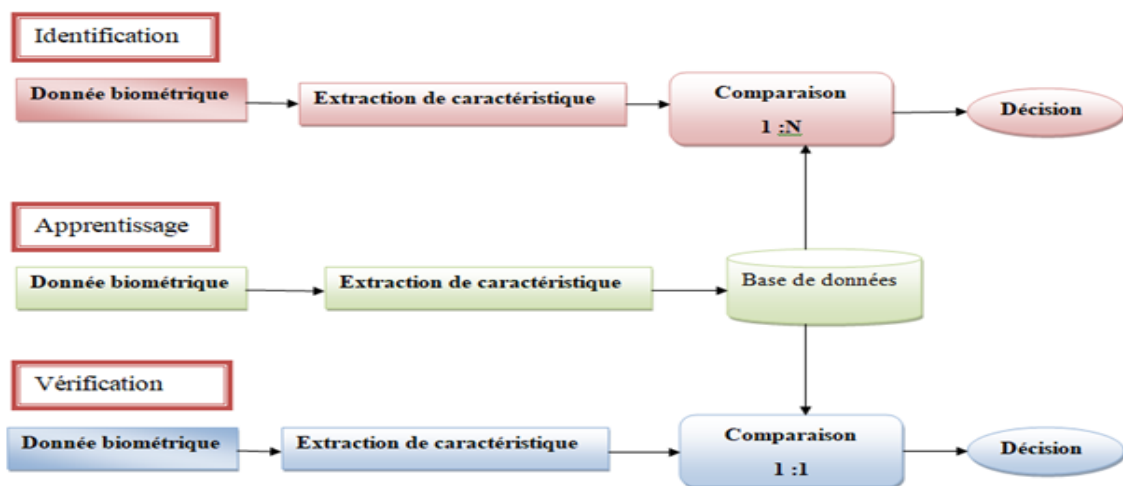 Identification
Donnée biométrique
Extraction de caractéristique
Comparaison
1 :N
Décision
Apprentissage
Donnée biométrique
Extraction de caractéristique
Base de données
Vérification
Donnée biométrique
Extraction de caractéristique
Comparaison
1 :1
Décision